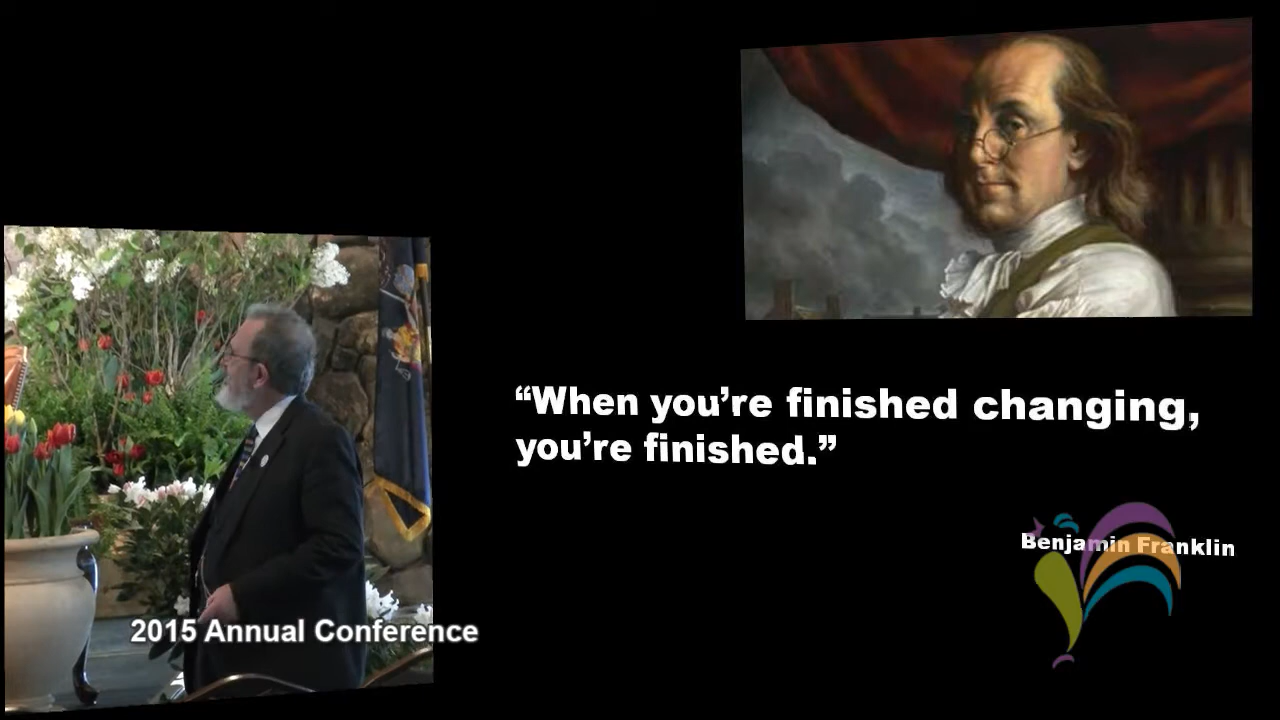 “When you’re finished changing,
you’re finished.”
Benjamin Franklin
2015 Annual Conference